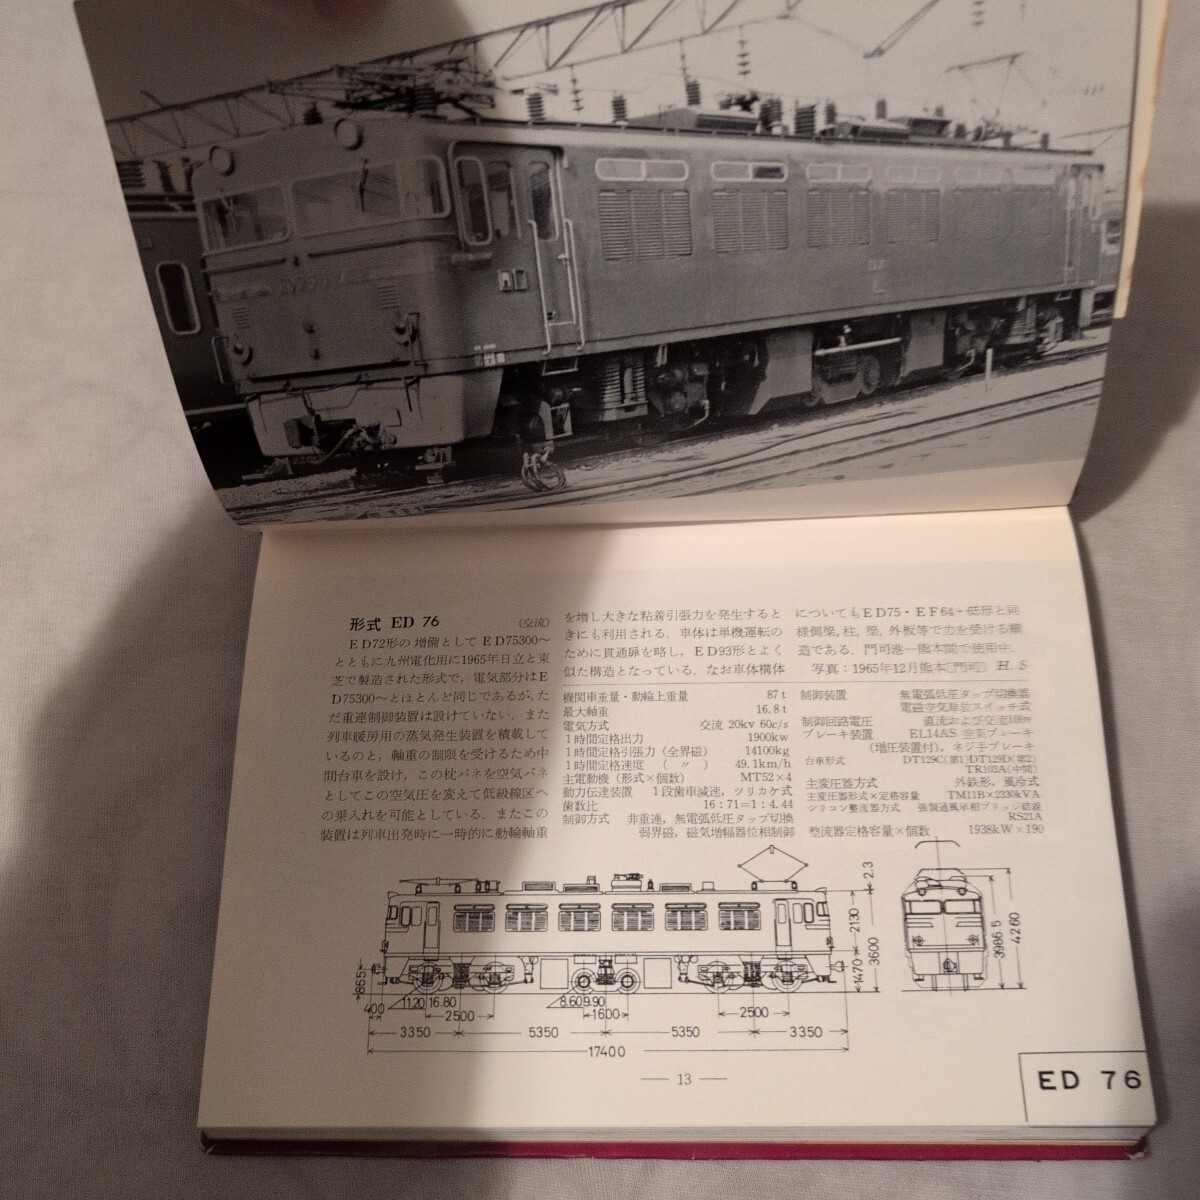 形式 ED 76 (交流)
ED72形の増備として ED75300〜
とともに九州電化用に1965年日立と東
芝で製造された形式で，電気部分はE
D75300〜とほとんど同じであるが，た
だ重連制御装置は設けていない．また
列車暖房用の蒸気発生装置を積載して
いるのと，軸重の制限を受けるため中
間台車を設け，この枕バネを空気バネ
としてこの空気圧を変えて低級線区へ
の乗入れを可能としている．またこの
装置は列車出発時に一時的に動輪軸重
を増し大きな粘着引張力を発生すると
きにも利用される．車体は単機運転の
ために貫通扉を略し，ED93形とよく
似た構造となっている．なお車体構体
についてもED75・EF65・形と同
様側梁，柱，梁，外板等で力を受ける構
造である．門司港—熊本間で使用中．
写真：1965年12月熊本〔門司〕 H. S
機関車重量・動輪上重量 87 t
最大軸重 16.8 t
電気方式 交流 20kv 60c/s
1時間定格出力 1900kw
1時間定格引張力（全界磁） 14100kg
1時間定格速度 （ 〃 ） 49.1km/h
主電動機（形式×個数） MT52×4
動力伝達装置 1段歯車減速，ツリカケ式
歯数比 16：71=1：4.44
制御方式 非重連，無電弧低圧タップ切換
弱界磁，磁気増幅器位相制御
制御装置 無電弧低圧タップ切換器
電磁空気単位スイッチ式
制御回路電圧 直流および交流100v
ブレーキ装置 EL14AS 空気ブレーキ
（増圧装置付），ネジ手ブレーキ
台車形式 DT129C(第1)DT129D(第2)
TR103A(中間)
主変圧器方式 外鉄形，風冷式
主変圧器形式×定格容量 TM11B×2330kVA
シリコン整流器方式 強制通風単相ブリッジ結線
RS21A
整流器定格容量×個数 1938kW×190
2.3
2130
3600
1470
3986.5
4260
865
400
11.20 16.80
8.60 9.90
2500
1600
2500
3350
5350
5350
3350
17400
— 13 —
ED 76